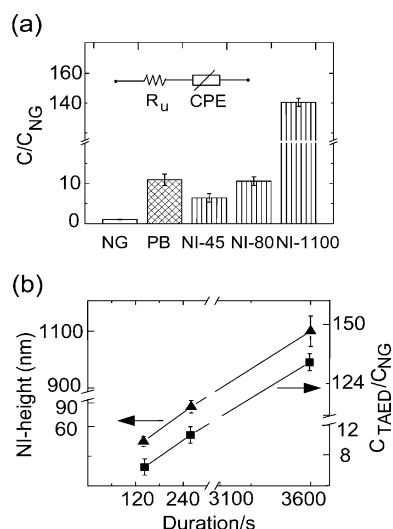 (a)
160
140
10
0
C/C_NG
R_u CPE
NG PB NI-45 NI-80 NI-1100
(b)
1100
900
90
60
NI-height (nm)
150
124
12
8
C_TAED/C_NG
120 240 3100 3600
Duration/s